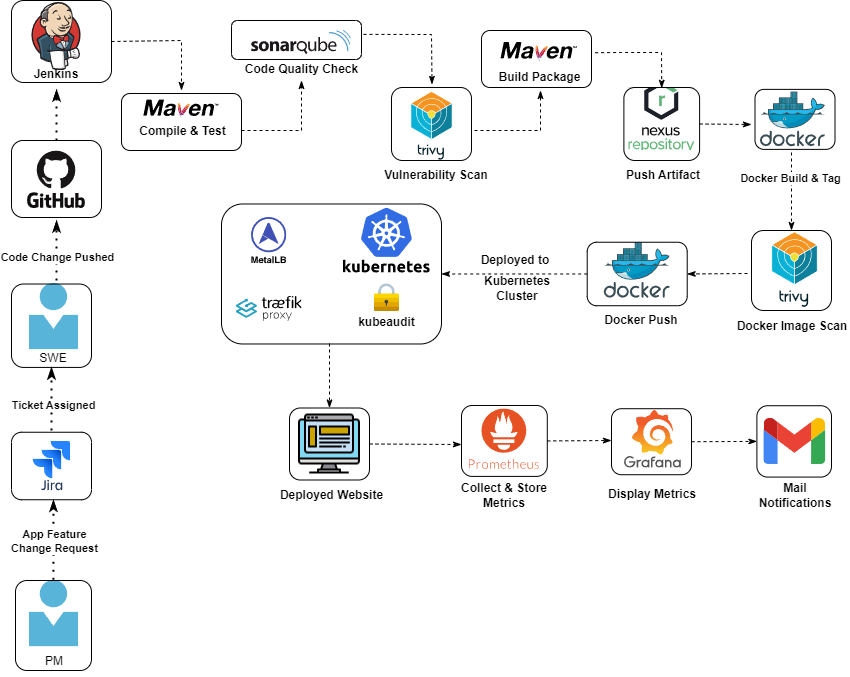 Jenkins
Maven™
Compile & Test
sonarqube
Code Quality Check
trivy
Vulnerability Scan
Maven™
Build Package
r
nexus
repository
Push Artifact
docker
Docker Build & Tag
trivy
Docker Image Scan
docker
Docker Push
Deployed to
Kubernetes
Cluster
MetalLB
kubernetes
træfik
proxy
kubeaudit
GitHub
Code Change Pushed
SWE
Ticket Assigned
Jira
App Feature
Change Request
PM
Deployed Website
Prometheus
Collect & Store
Metrics
Grafana
Display Metrics
Mail
Notifications